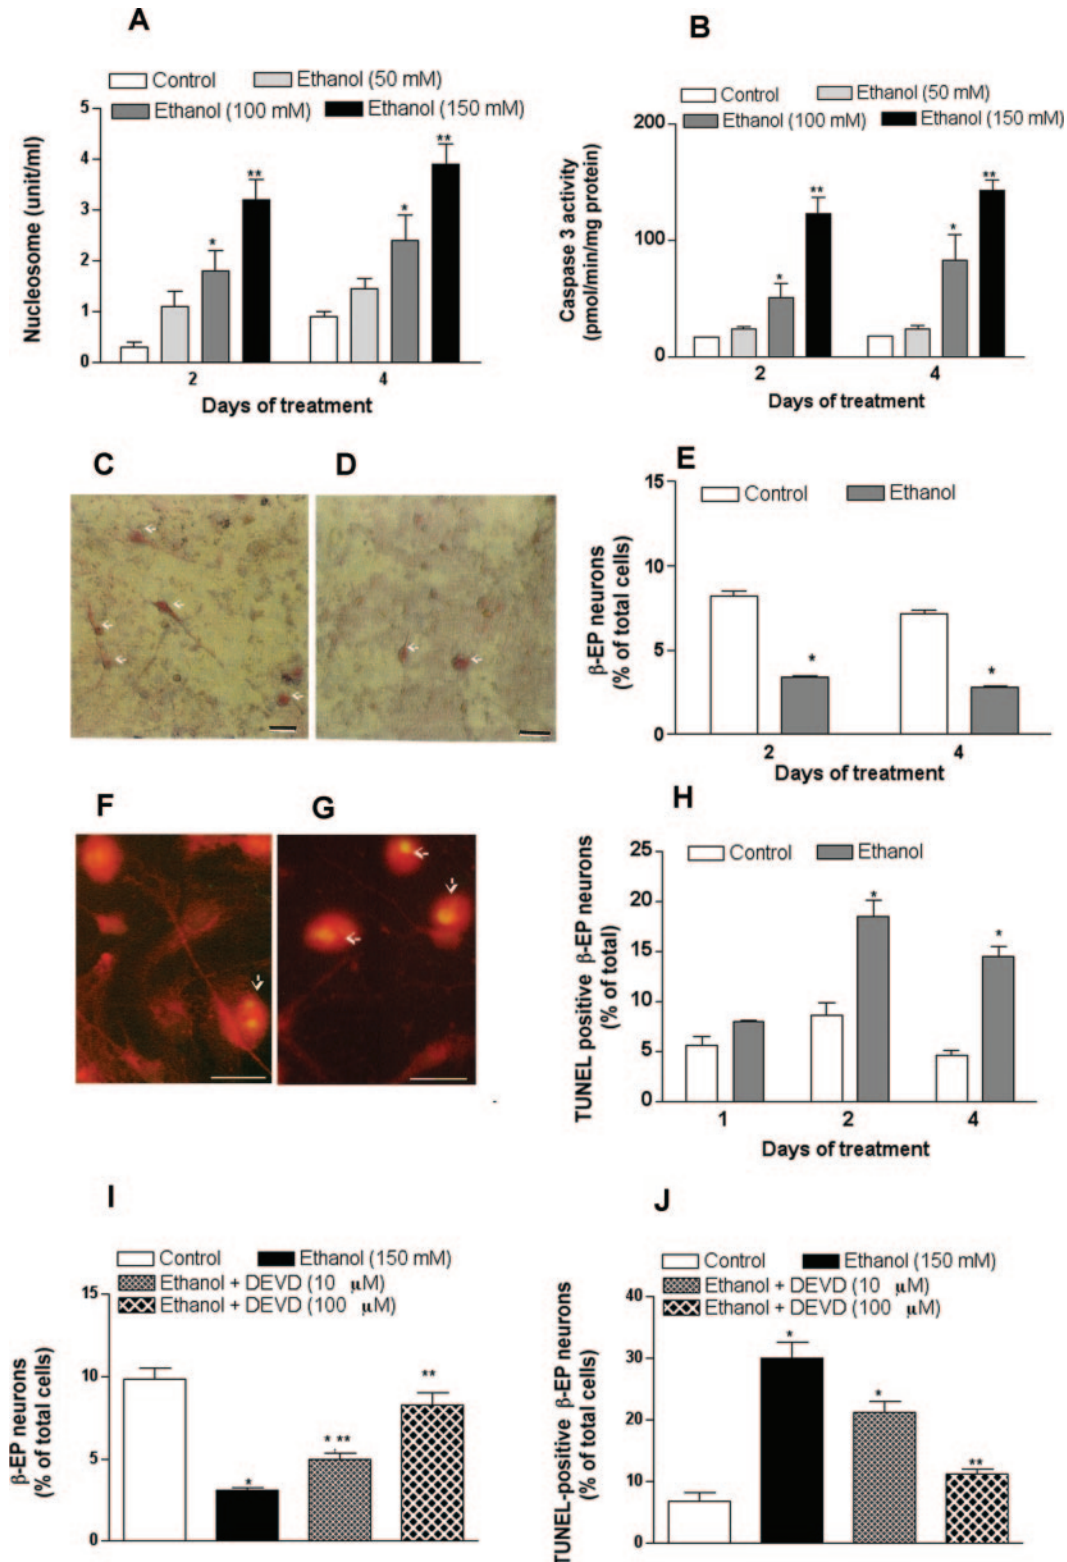 A
Control
Ethanol (50 mM)
Ethanol (100 mM)
Ethanol (150 mM)
Nucleosome (unit/ml)
5
4
3
2
1
0
*
**
*
**
2
4
Days of treatment
B
Control
Ethanol (50 mM)
Ethanol (100 mM)
Ethanol (150 mM)
Caspase 3 activity
(pmol/min/mg protein)
200
100
0
*
**
*
**
2
4
Days of treatment
C
D
E
Control
Ethanol
β-EP neurons
(% of total cells)
15
10
5
0
*
*
2
4
Days of treatment
F
G
H
Control
Ethanol
TUNEL positive β-EP neurons
(% of total)
25
20
15
10
5
0
*
*
1
2
4
Days of treatment
I
Control
Ethanol (150 mM)
Ethanol + DEVD (10 μM)
Ethanol + DEVD (100 μM)
β-EP neurons
(% of total cells)
15
10
5
0
*
* **
**
J
Control
Ethanol (150 mM)
Ethanol + DEVD (10 μM)
Ethanol + DEVD (100 μM)
TUNEL-positive β-EP neurons
(% of total cells)
40
30
20
10
0
*
*
**